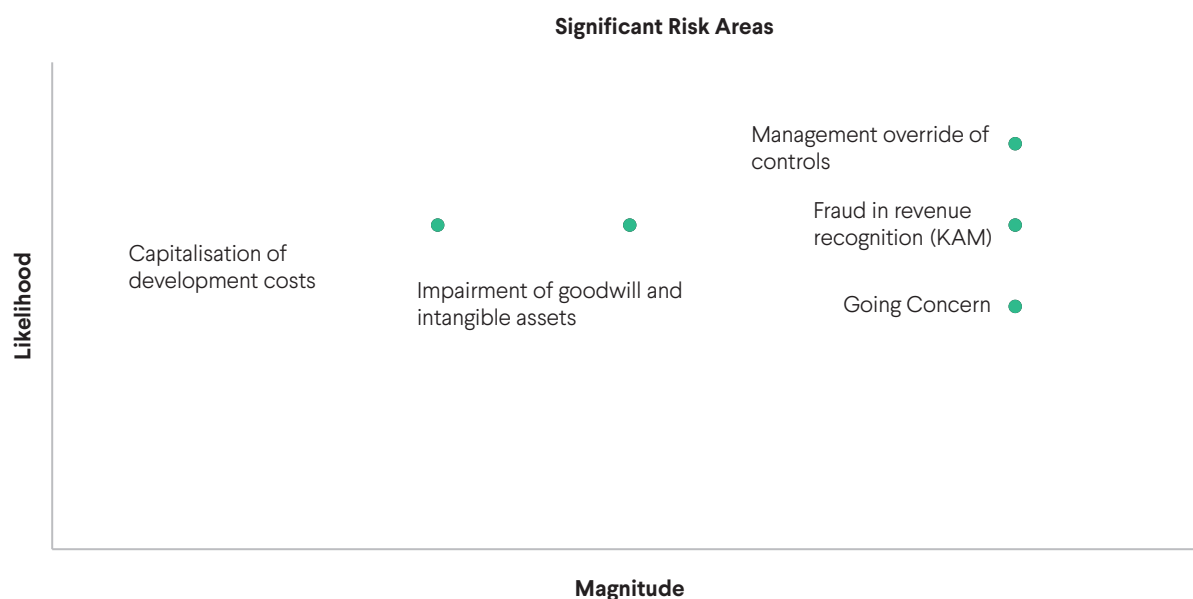 Significant Risk Areas
Management override of
controls
Fraud in revenue
recognition (KAM)
Capitalisation of
development costs
Impairment of goodwill and
intangible assets
Going Concern
Likelihood
Magnitude